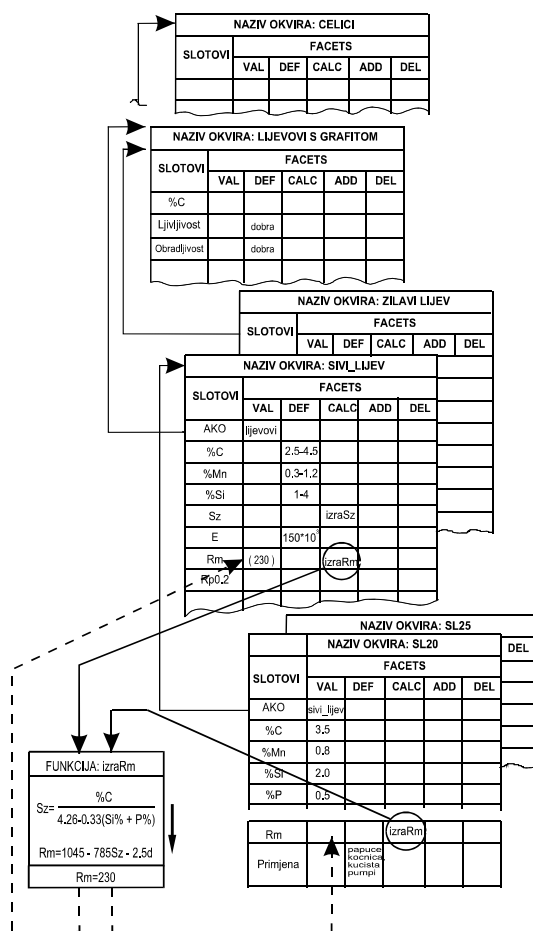 NAZIV OKVIRA: CELICI
SLOTOVI
FACETS
VAL DEF CALC ADD DEL
NAZIV OKVIRA: LIJEVOVI S GRAFITOM
SLOTOVI
FACETS
VAL DEF CALC ADD DEL
%C
Ljivljivost dobra
Obradljivost dobra
NAZIV OKVIRA: ZILAVI LIJEV
SLOTOVI
FACETS
VAL DEF CALC ADD DEL
NAZIV OKVIRA: SIVI_LIJEV
SLOTOVI
FACETS
VAL DEF CALC ADD DEL
AKO lijevovi
%C 2.5-4.5
%Mn 0.3-1.2
%Si 1-4
Sz izraSz
E 150*10³
Rm (230) izraRm
Rp0.2
NAZIV OKVIRA: SL25
DEL
NAZIV OKVIRA: SL20
SLOTOVI
FACETS
VAL DEF CALC ADD DEL
AKO sivi_lijev
%C 3.5
%Mn 0.8
%Si 2.0
%P 0.5
Rm izraRm
Primjena papuce
kocnica,
kucista
pumpi
FUNKCIJA: izraRm
%C
Sz=
4.26-0.33(Si% + P%)
Rm=1045 - 785Sz - 2.5d
Rm=230